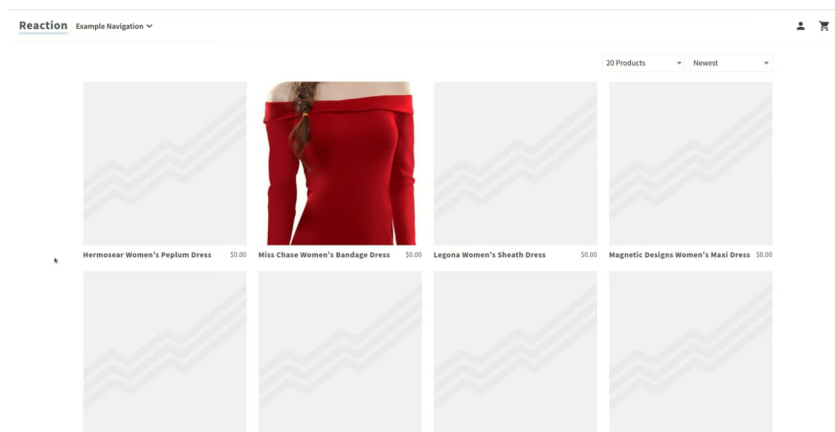 Reaction Example Navigation
20 Products Newest
Hermosear Women's Peplum Dress $0.00 Miss Chase Women's Bandage Dress $0.00 Legona Women's Sheath Dress $0.00 Magnetic Designs Women's Maxi Dress $0.00